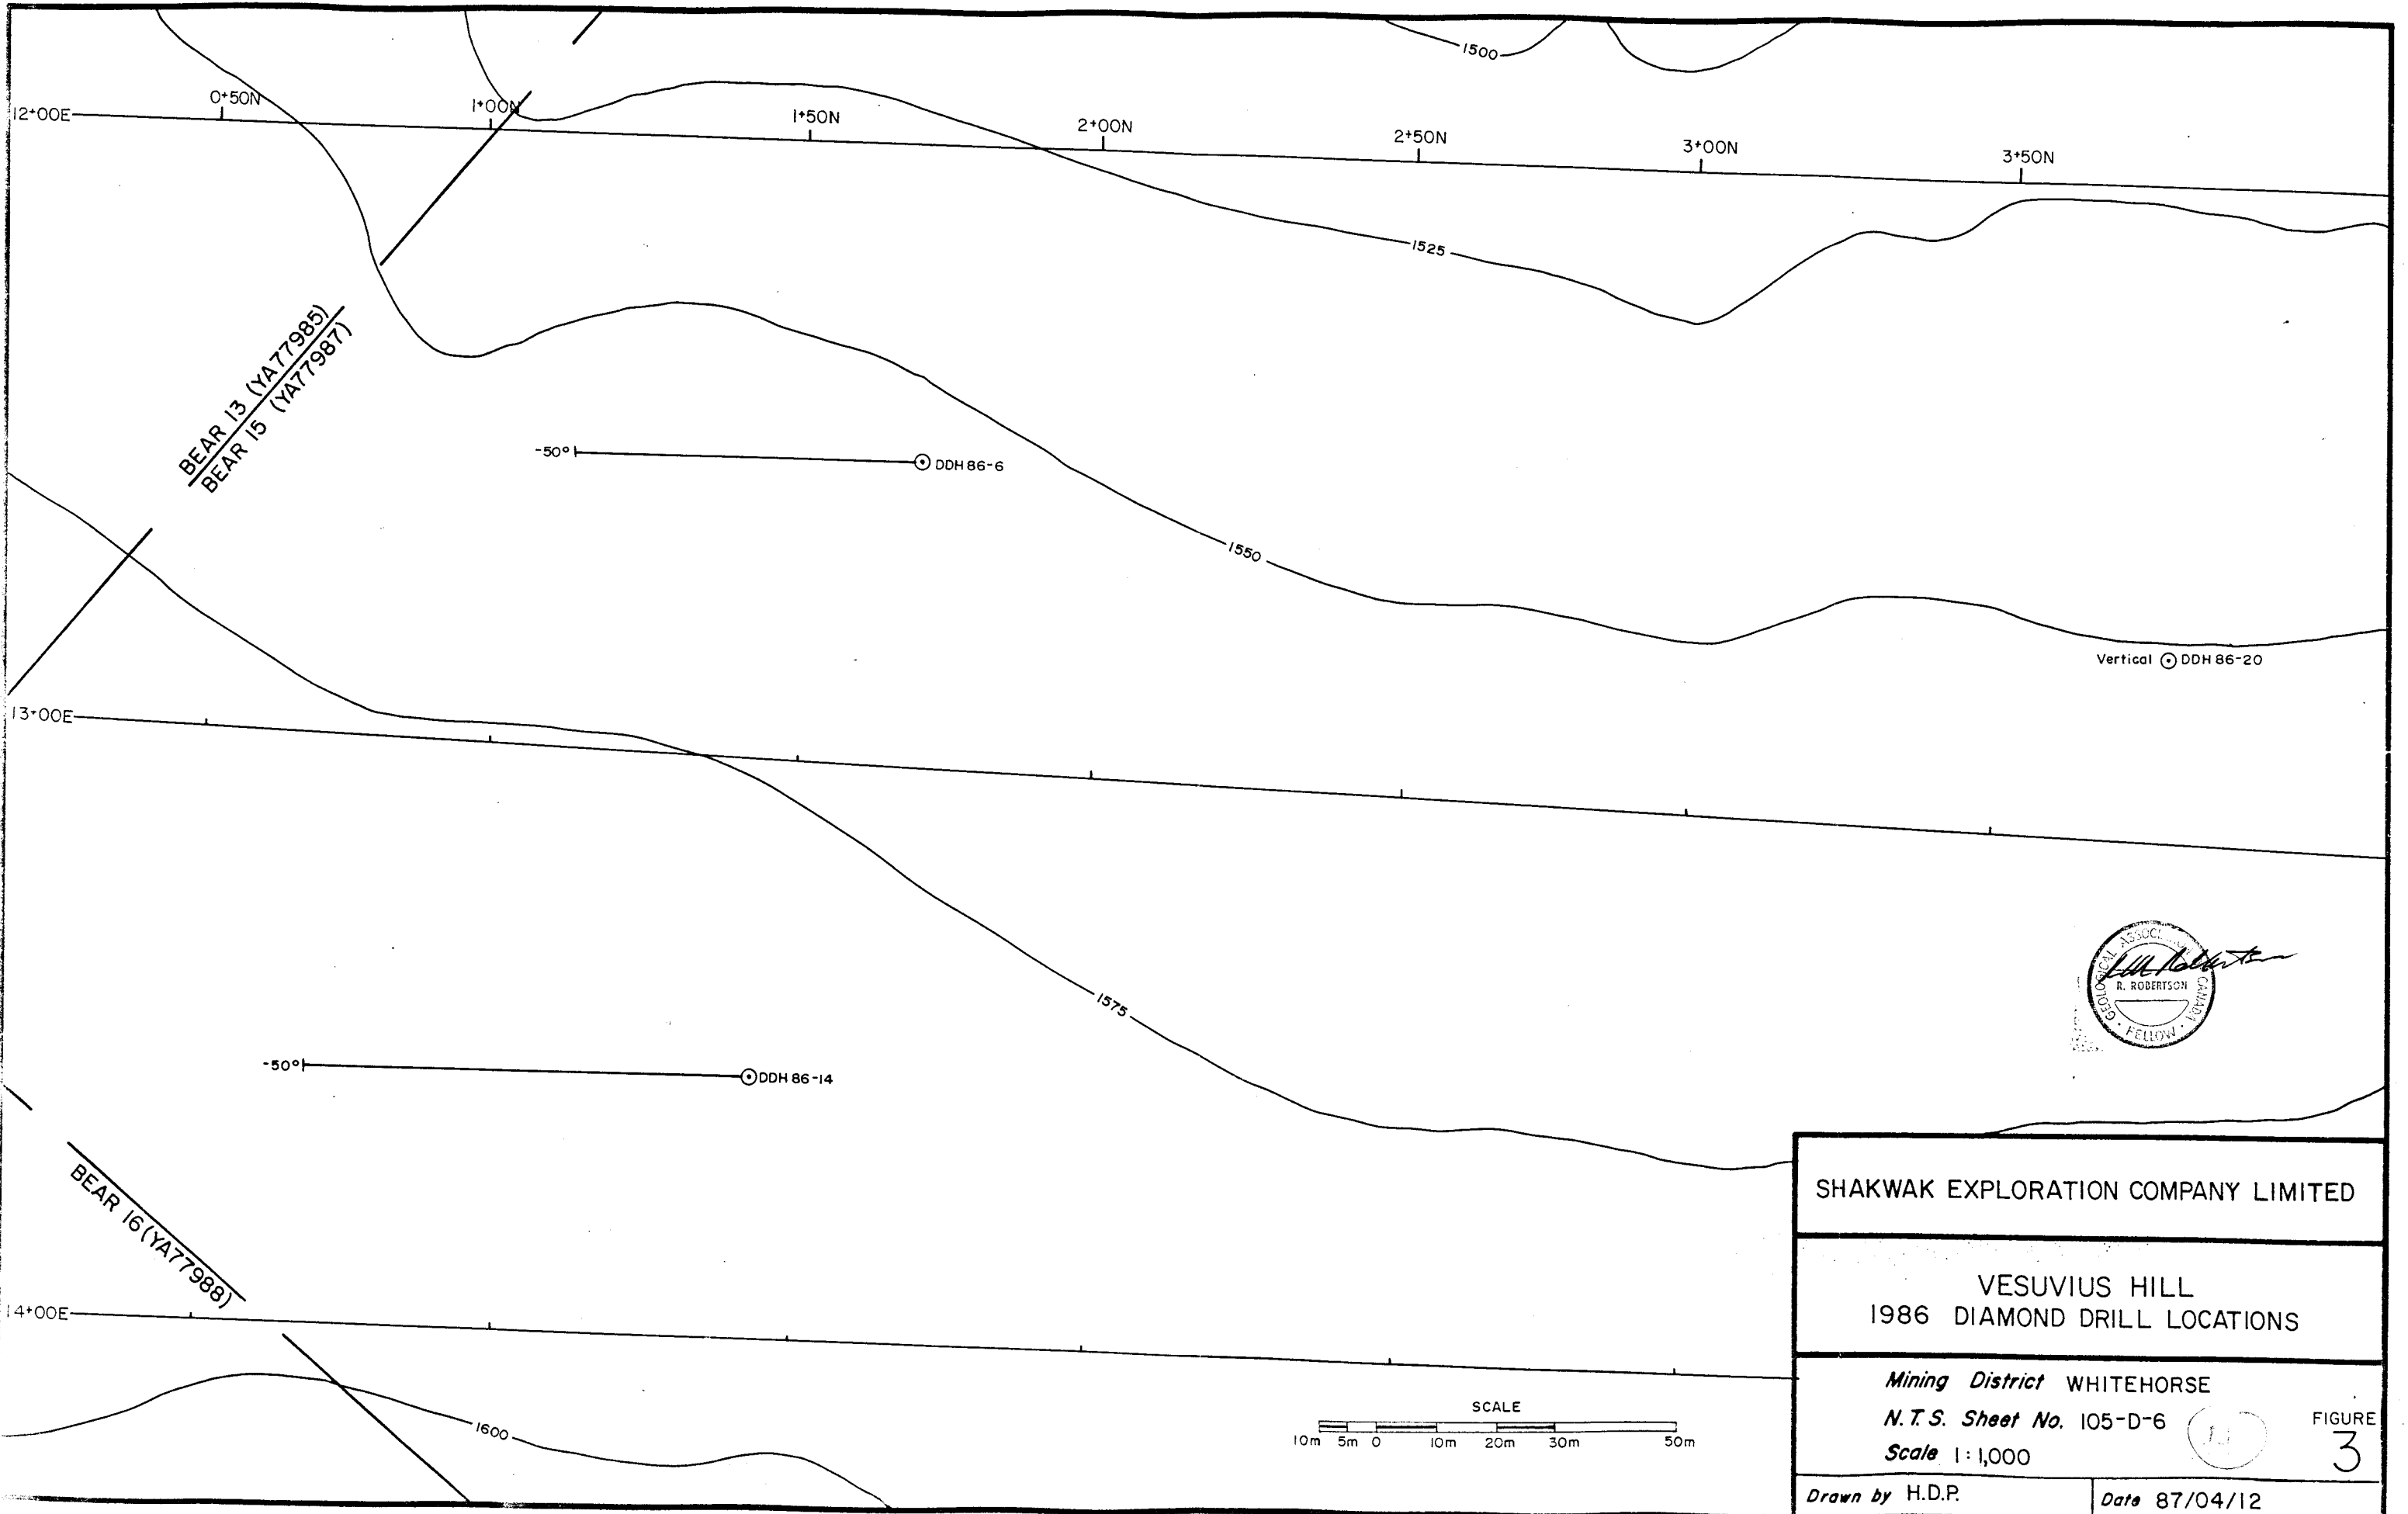 1500
12+00E
0+50N
1+00N
1+50N
2+00N
2+50N
3+00N
3+50N
1525
BEAR 13 (YA77985)
BEAR 15 (YA77987)
-50°
DDH 86-6
1550
Vertical DDH 86-20
13+00E
GEOLOGICAL CANADA
R. ROBERTSON
FELLOW
1575
-50°
DDH 86-14
BEAR 16 (YA77988)
14+00E
1600
SCALE
10m 5m 0 10m 20m 30m 50m
SHAKWAK EXPLORATION COMPANY LIMITED
VESUVIUS HILL
1986 DIAMOND DRILL LOCATIONS
Mining District WHITEHORSE
N.T.S. Sheet No. 105-D-6
Scale 1:1,000
FIGURE
3
Drawn by H.D.P.
Date 87/04/12